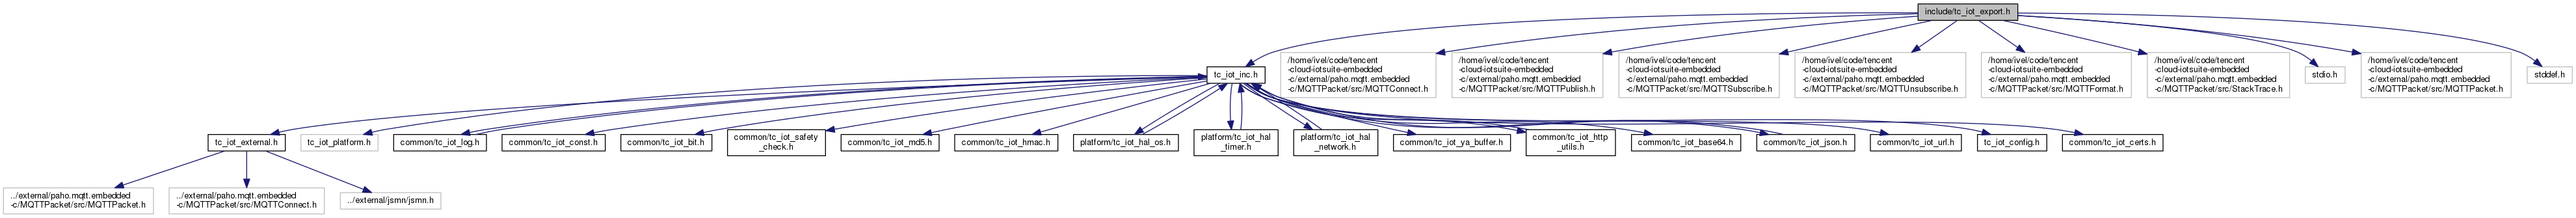 include/tc_iot_export.h
tc_iot_inc.h
/home/ivel/code/tencent
-cloud-iotsuite-embedded
-c/external/paho.mqtt.embedded
-c/MQTTPacket/src/MQTTConnect.h
/home/ivel/code/tencent
-cloud-iotsuite-embedded
-c/external/paho.mqtt.embedded
-c/MQTTPacket/src/MQTTPublish.h
/home/ivel/code/tencent
-cloud-iotsuite-embedded
-c/external/paho.mqtt.embedded
-c/MQTTPacket/src/MQTTSubscribe.h
/home/ivel/code/tencent
-cloud-iotsuite-embedded
-c/external/paho.mqtt.embedded
-c/MQTTPacket/src/MQTTUnsubscribe.h
/home/ivel/code/tencent
-cloud-iotsuite-embedded
-c/external/paho.mqtt.embedded
-c/MQTTPacket/src/MQTTFormat.h
/home/ivel/code/tencent
-cloud-iotsuite-embedded
-c/external/paho.mqtt.embedded
-c/MQTTPacket/src/StackTrace.h
stdio.h
/home/ivel/code/tencent
-cloud-iotsuite-embedded
-c/external/paho.mqtt.embedded
-c/MQTTPacket/src/MQTTPacket.h
stddef.h
tc_iot_external.h
tc_iot_platform.h
common/tc_iot_log.h
common/tc_iot_const.h
common/tc_iot_bit.h
common/tc_iot_safety
_check.h
common/tc_iot_md5.h
common/tc_iot_hmac.h
platform/tc_iot_hal_os.h
platform/tc_iot_hal
_timer.h
platform/tc_iot_hal
_network.h
common/tc_iot_ya_buffer.h
common/tc_iot_http
_utils.h
common/tc_iot_base64.h
common/tc_iot_json.h
common/tc_iot_url.h
tc_iot_config.h
common/tc_iot_certs.h
../external/paho.mqtt.embedded
-c/MQTTPacket/src/MQTTPacket.h
../external/paho.mqtt.embedded
-c/MQTTPacket/src/MQTTConnect.h
../external/jsmn/jsmn.h